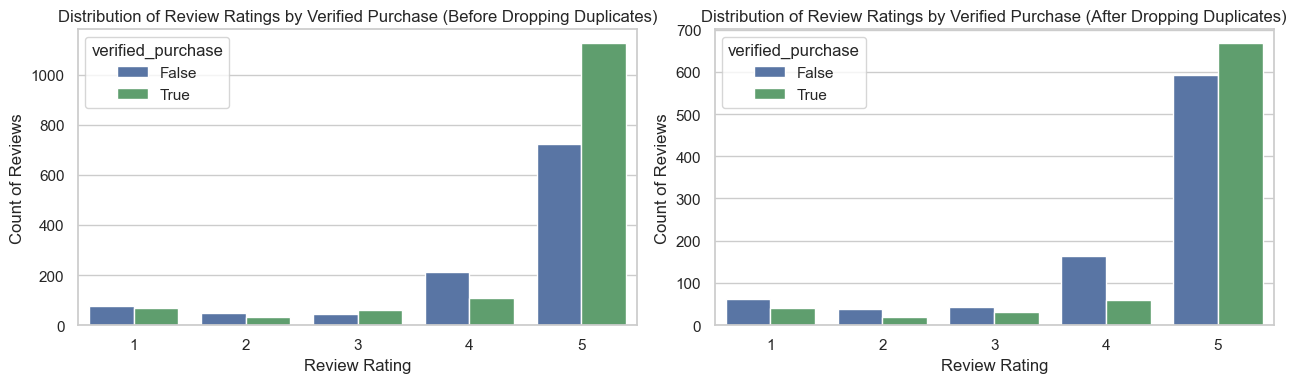 Distribution of Review Ratings by Verified Purchase (Before Dropping Duplicates)
verified_purchase
False
True
1000
800
600
400
200
0
Count of Reviews
1 2 3 4 5
Review Rating
Distribution of Review Ratings by Verified Purchase (After Dropping Duplicates)
verified_purchase
False
True
700
600
500
400
300
200
100
0
Count of Reviews
1 2 3 4 5
Review Rating